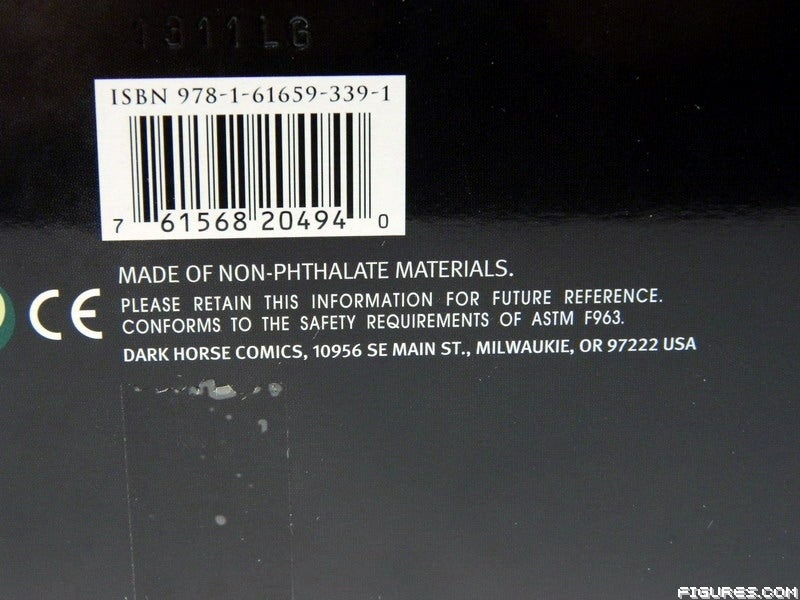 1311LG
ISBN 978-1-61659-339-1
7 61568 20494 0
MADE OF NON-PHTHALATE MATERIALS.
CE PLEASE RETAIN THIS INFORMATION FOR FUTURE REFERENCE.
CONFORMS TO THE SAFETY REQUIREMENTS OF ASTM F963.
DARK HORSE COMICS, 10956 SE MAIN ST., MILWAUKIE, OR 97222 USA
FIGURES.COM